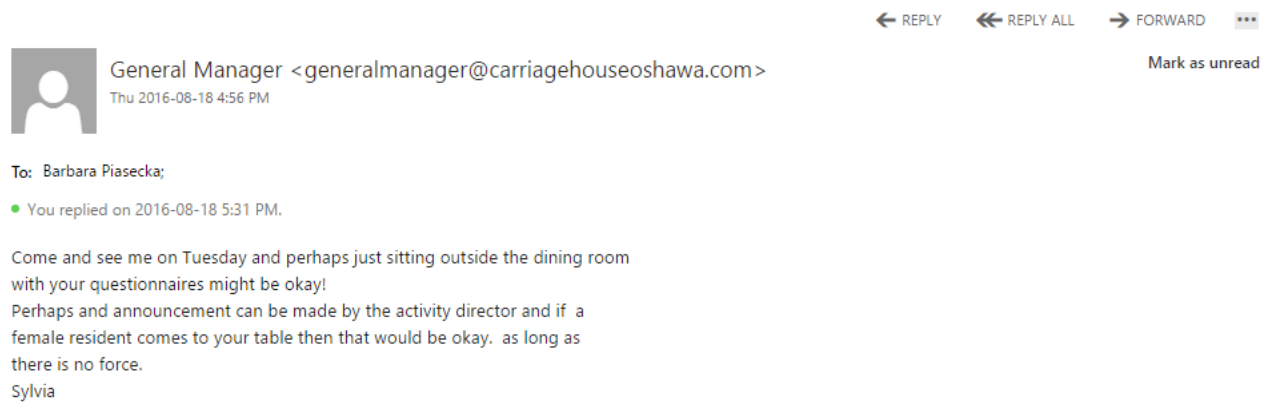 REPLY REPLY ALL FORWARD •••
General Manager <generalmanager@carriagehouseoshawa.com>
Mark as unread
Thu 2016-08-18 4:56 PM
To: Barbara Piasecka;
You replied on 2016-08-18 5:31 PM.
Come and see me on Tuesday and perhaps just sitting outside the dining room
with your questionnaires might be okay!
Perhaps and announcement can be made by the activity director and if a
female resident comes to your table then that would be okay. as long as
there is no force.
Sylvia